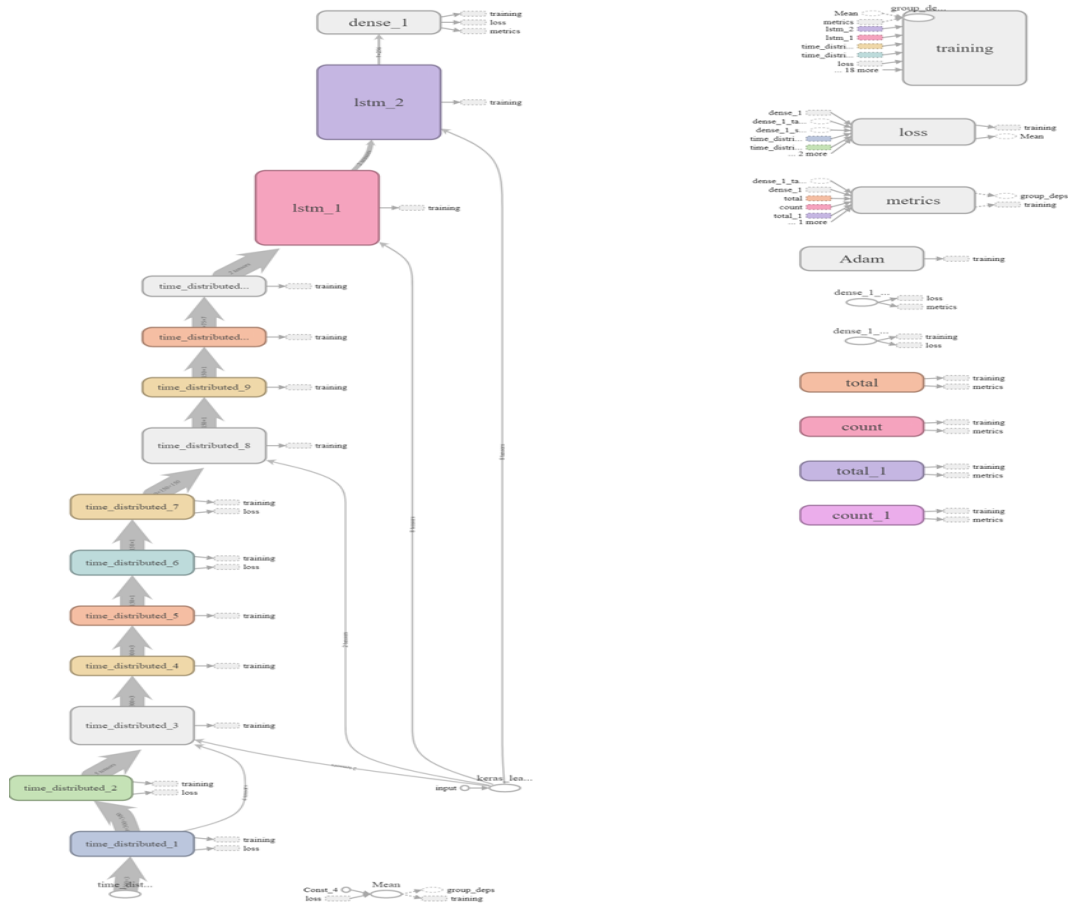 dense_1
training
loss
metrics
lstm_2
training
lstm_1
training
time_distributed...
training
time_distributed...
training
time_distributed_9
training
time_distributed_8
training
time_distributed_7
training
loss
time_distributed_6
training
loss
time_distributed_5
training
time_distributed_4
training
time_distributed_3
training
time_distributed_2
training
loss
time_distributed_1
training
loss
time_dist...
keras_lea...
input
Const_4
loss
Mean
group_deps
training
group_de...
Mean
metrics
lstm_2
lstm_1
time_distri...
time_distri...
loss
... 18 more
training
dense_1
dense_1_ta...
dense_1_s...
time_distri...
time_distri...
... 2 more
loss
training
Mean
dense_1_ta...
dense_1
total
count
total_1
... 1 more
metrics
group_deps
training
Adam
training
dense_1_...
loss
metrics
dense_1_...
training
loss
total
training
metrics
count
training
metrics
total_1
training
metrics
count_1
training
metrics